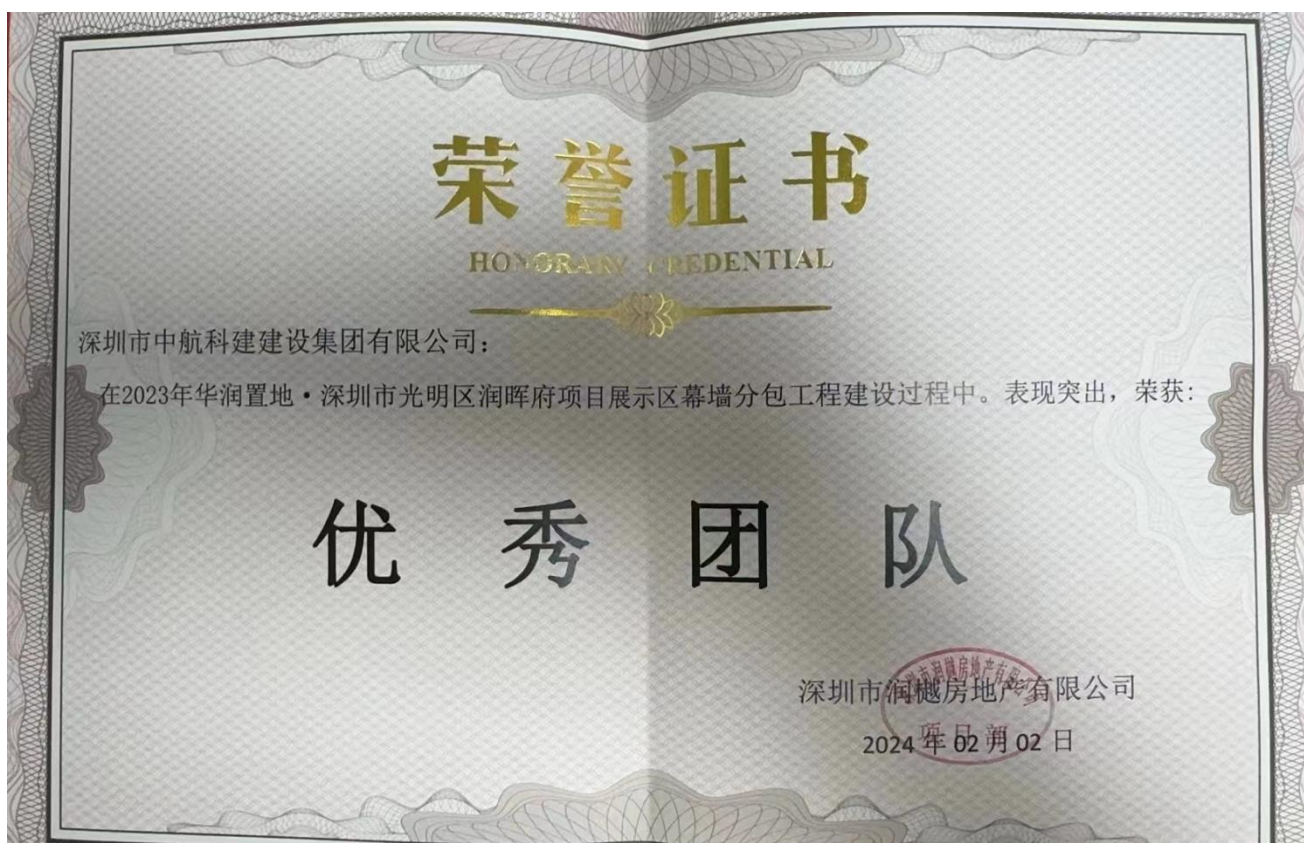 荣誉证书
HONORARY CREDENTIAL
深圳市中航科建建设集团有限公司：
在2023年华润置地·深圳市光明区润晖府项目展示区幕墙分包工程建设过程中。表现突出，荣获:
优秀团队
深圳市润樾房地产有限公司
2024年02月02日
项目部